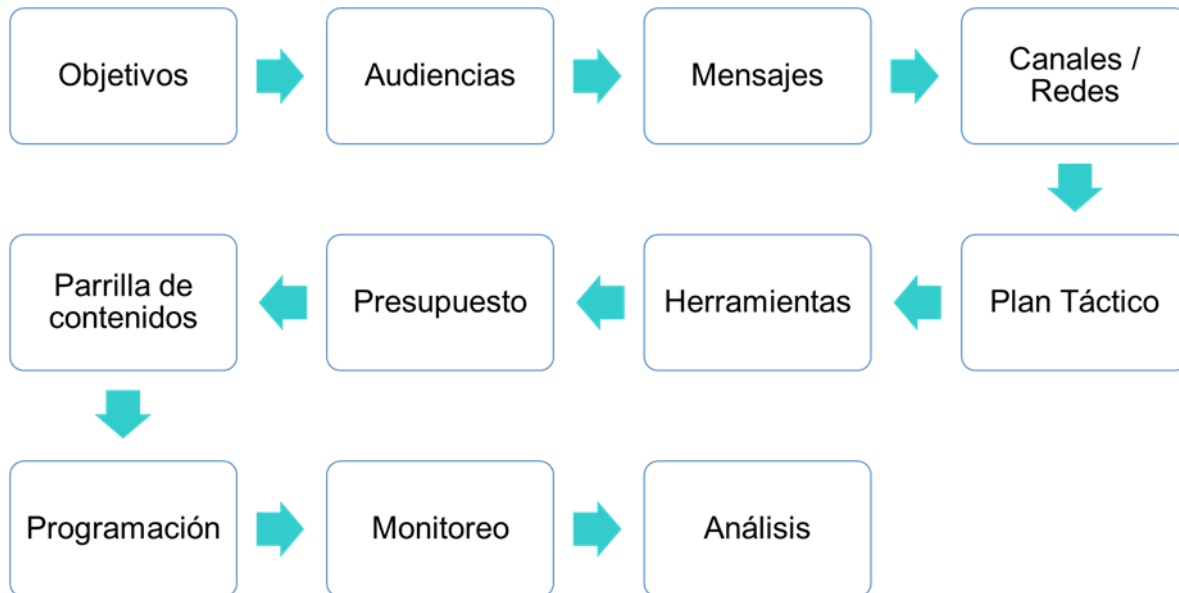 Objetivos
Audiencias
Mensajes
Canales /
Redes
Plan Táctico
Herramientas
Presupuesto
Parrilla de
contenidos
Programación
Monitoreo
Análisis